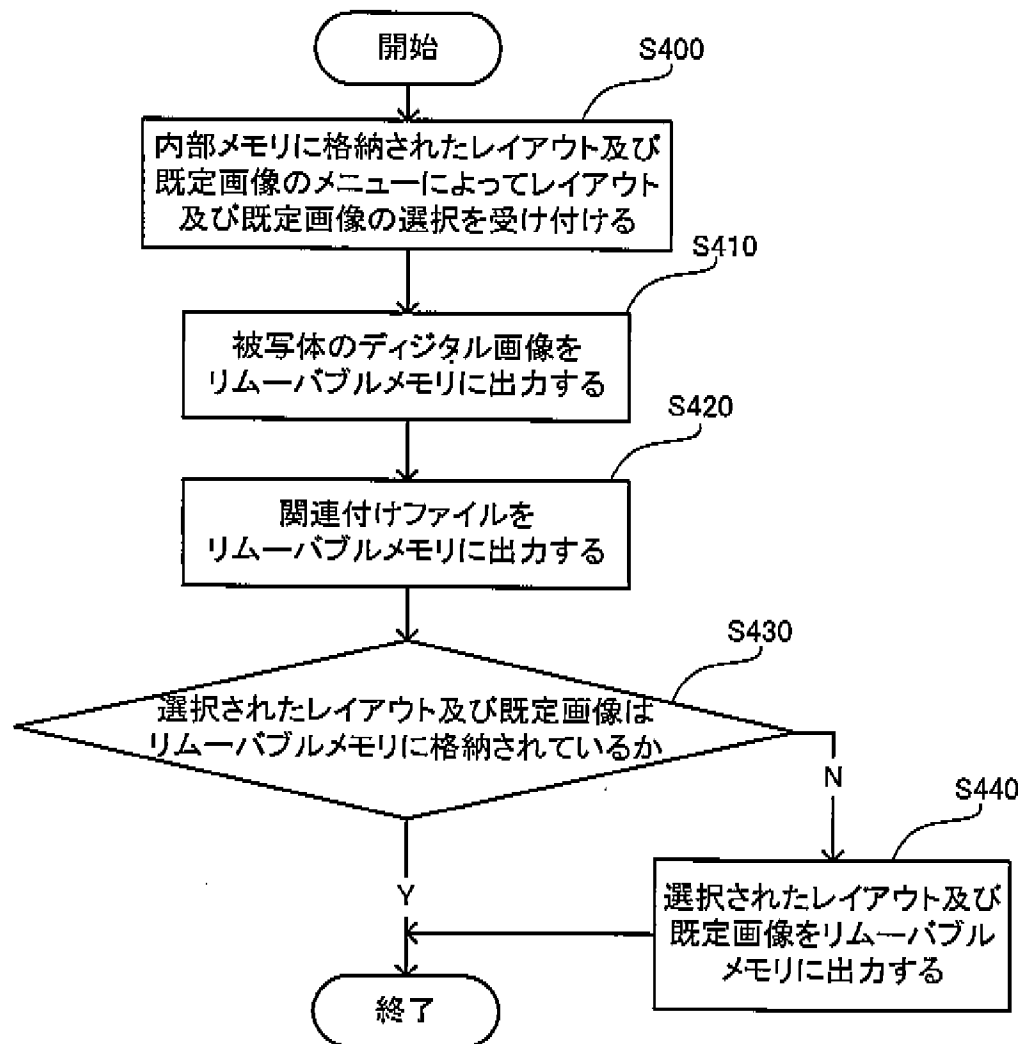 開始
S400
内部メモリに格納されたレイアウト及び
既定画像のメニューによってレイアウト
及び既定画像の選択を受け付ける
S410
被写体のディジタル画像を
リムーバブルメモリに出力する
S420
関連付けファイルを
リムーバブルメモリに出力する
S430
選択されたレイアウト及び既定画像は
リムーバブルメモリに格納されているか
N
S440
Y
選択されたレイアウト及び
既定画像をリムーバブル
メモリに出力する
終了